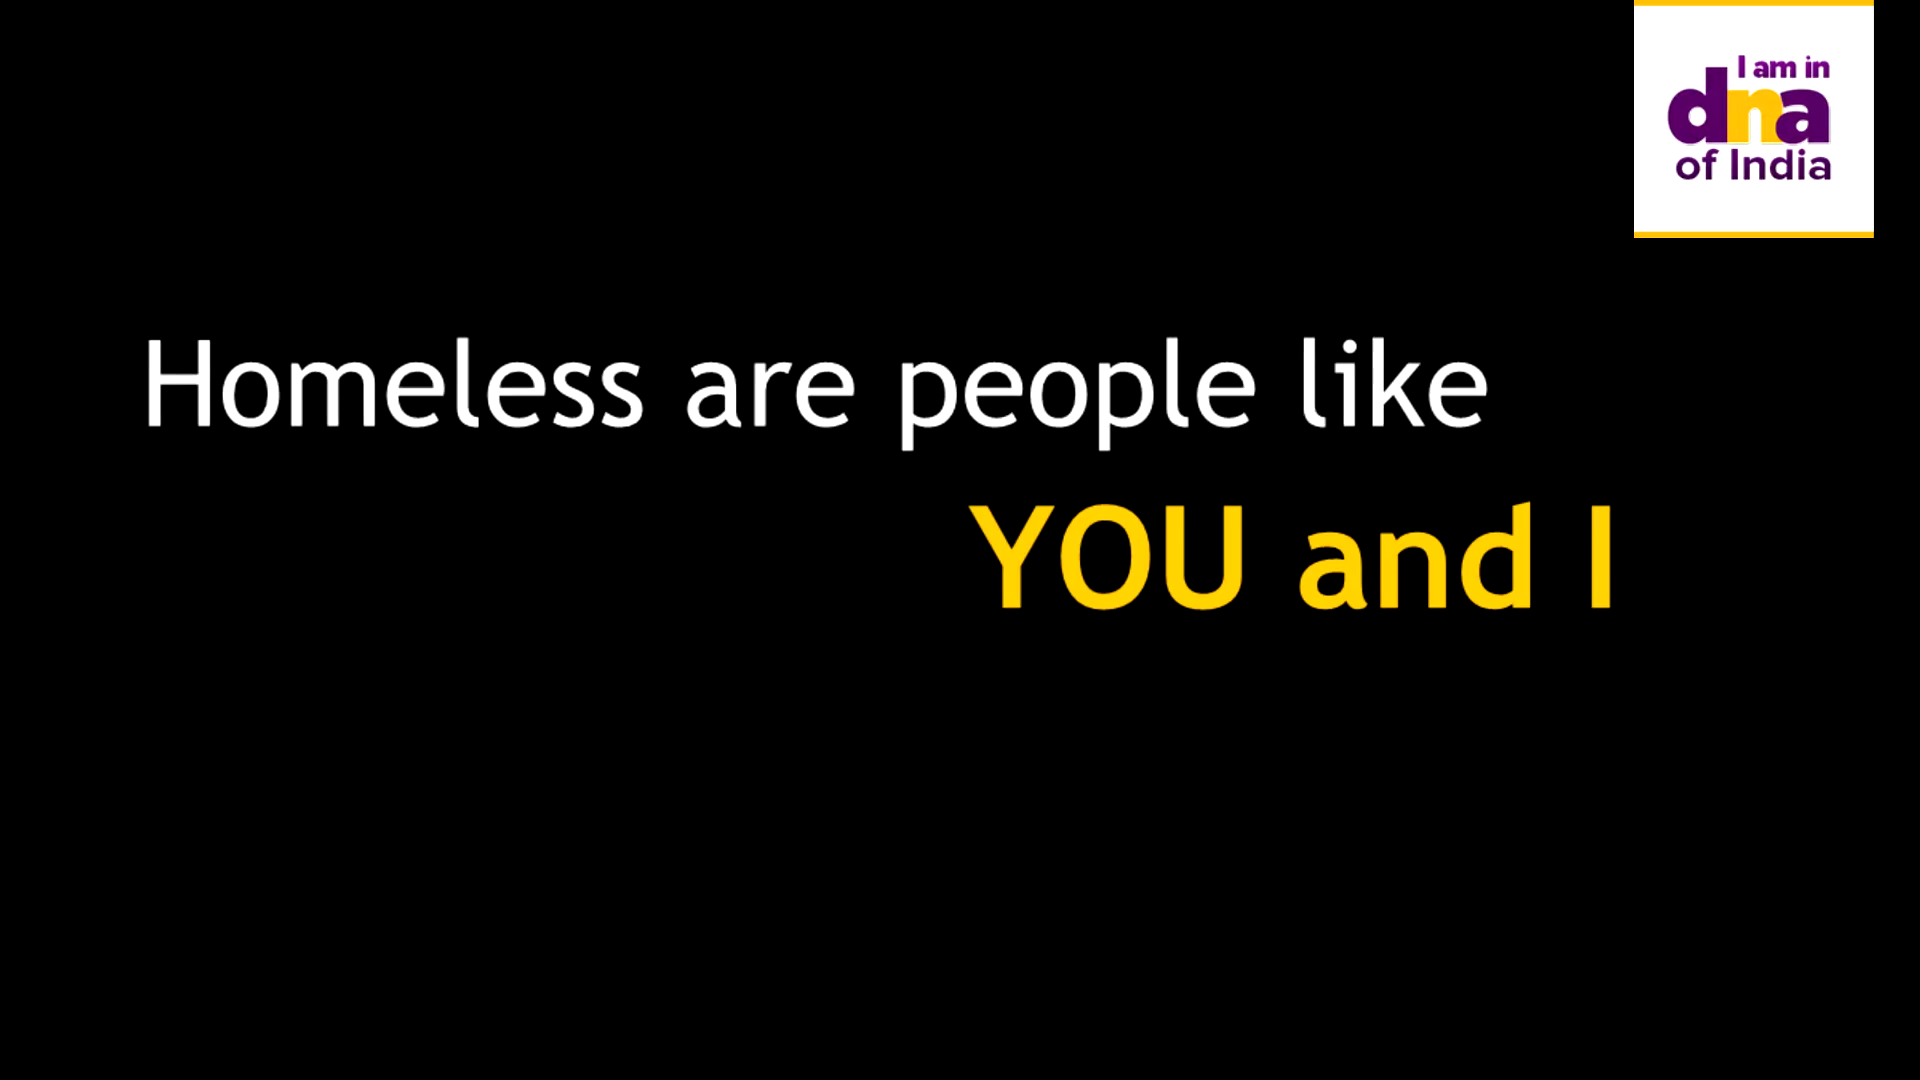 I am in
dna
of India
Homeless are people like
YOU and I